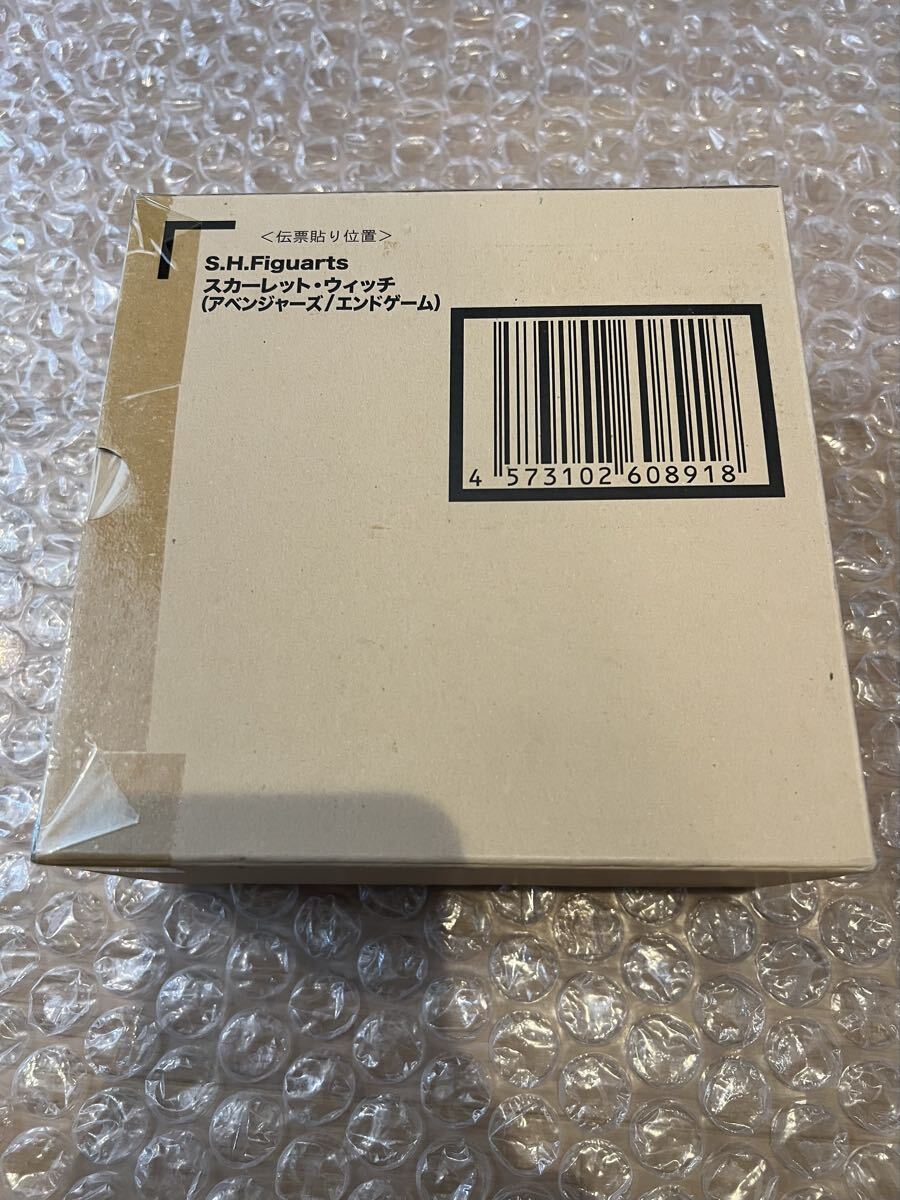 ＜伝票貼り位置＞
S.H.Figuarts
スカーレット・ウィッチ
(アベンジャーズ/エンドゲーム)
4 573102 608918